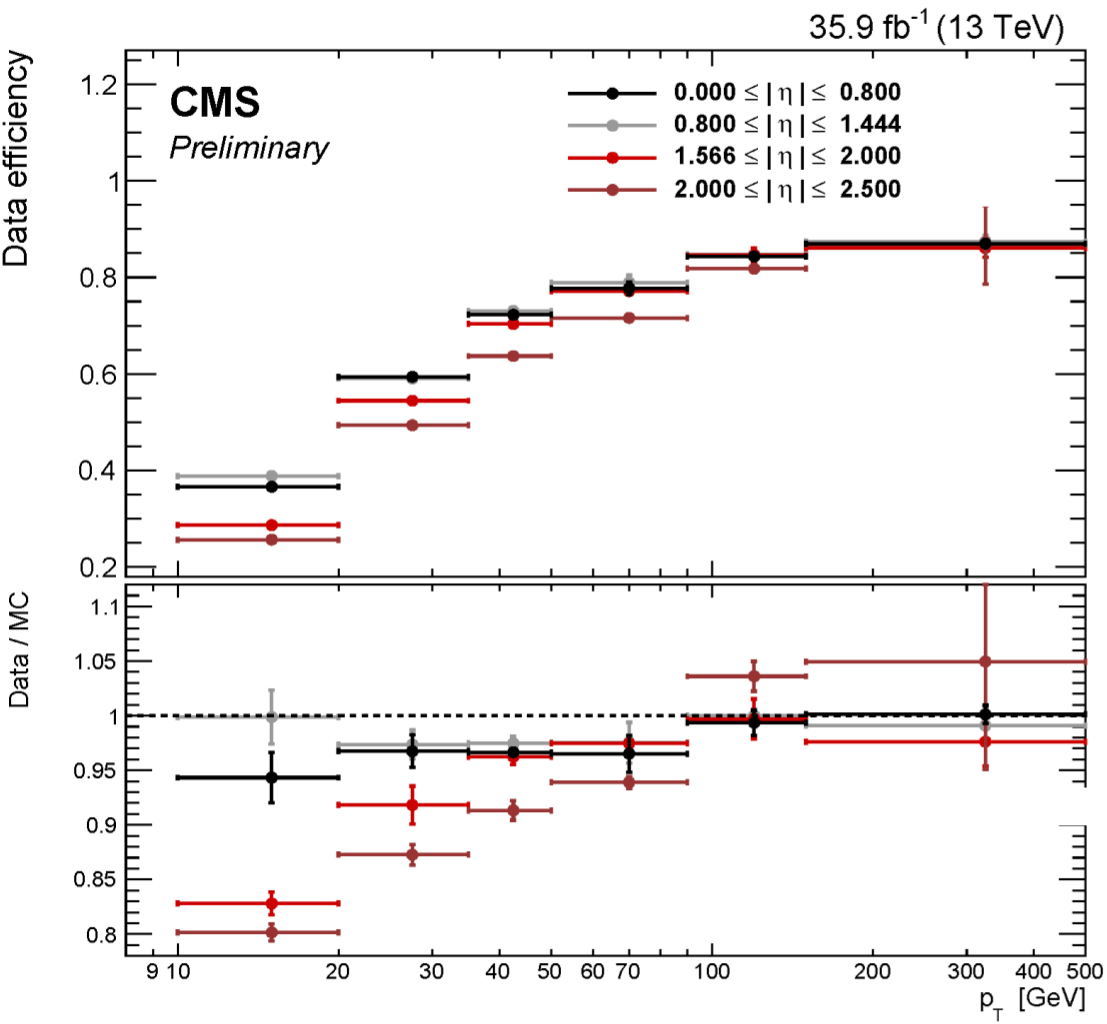 35.9 fb⁻¹ (13 TeV)
CMS
Preliminary
0.000 ≤ | η | ≤ 0.800
0.800 ≤ | η | ≤ 1.444
1.566 ≤ | η | ≤ 2.000
2.000 ≤ | η | ≤ 2.500
Data efficiency
1.2
1
0.8
0.6
0.4
0.2
Data / MC
1.1
1.05
1
0.95
0.9
0.85
0.8
9 10 20 30 40 50 60 70 100 200 300 400 500
p_T [GeV]